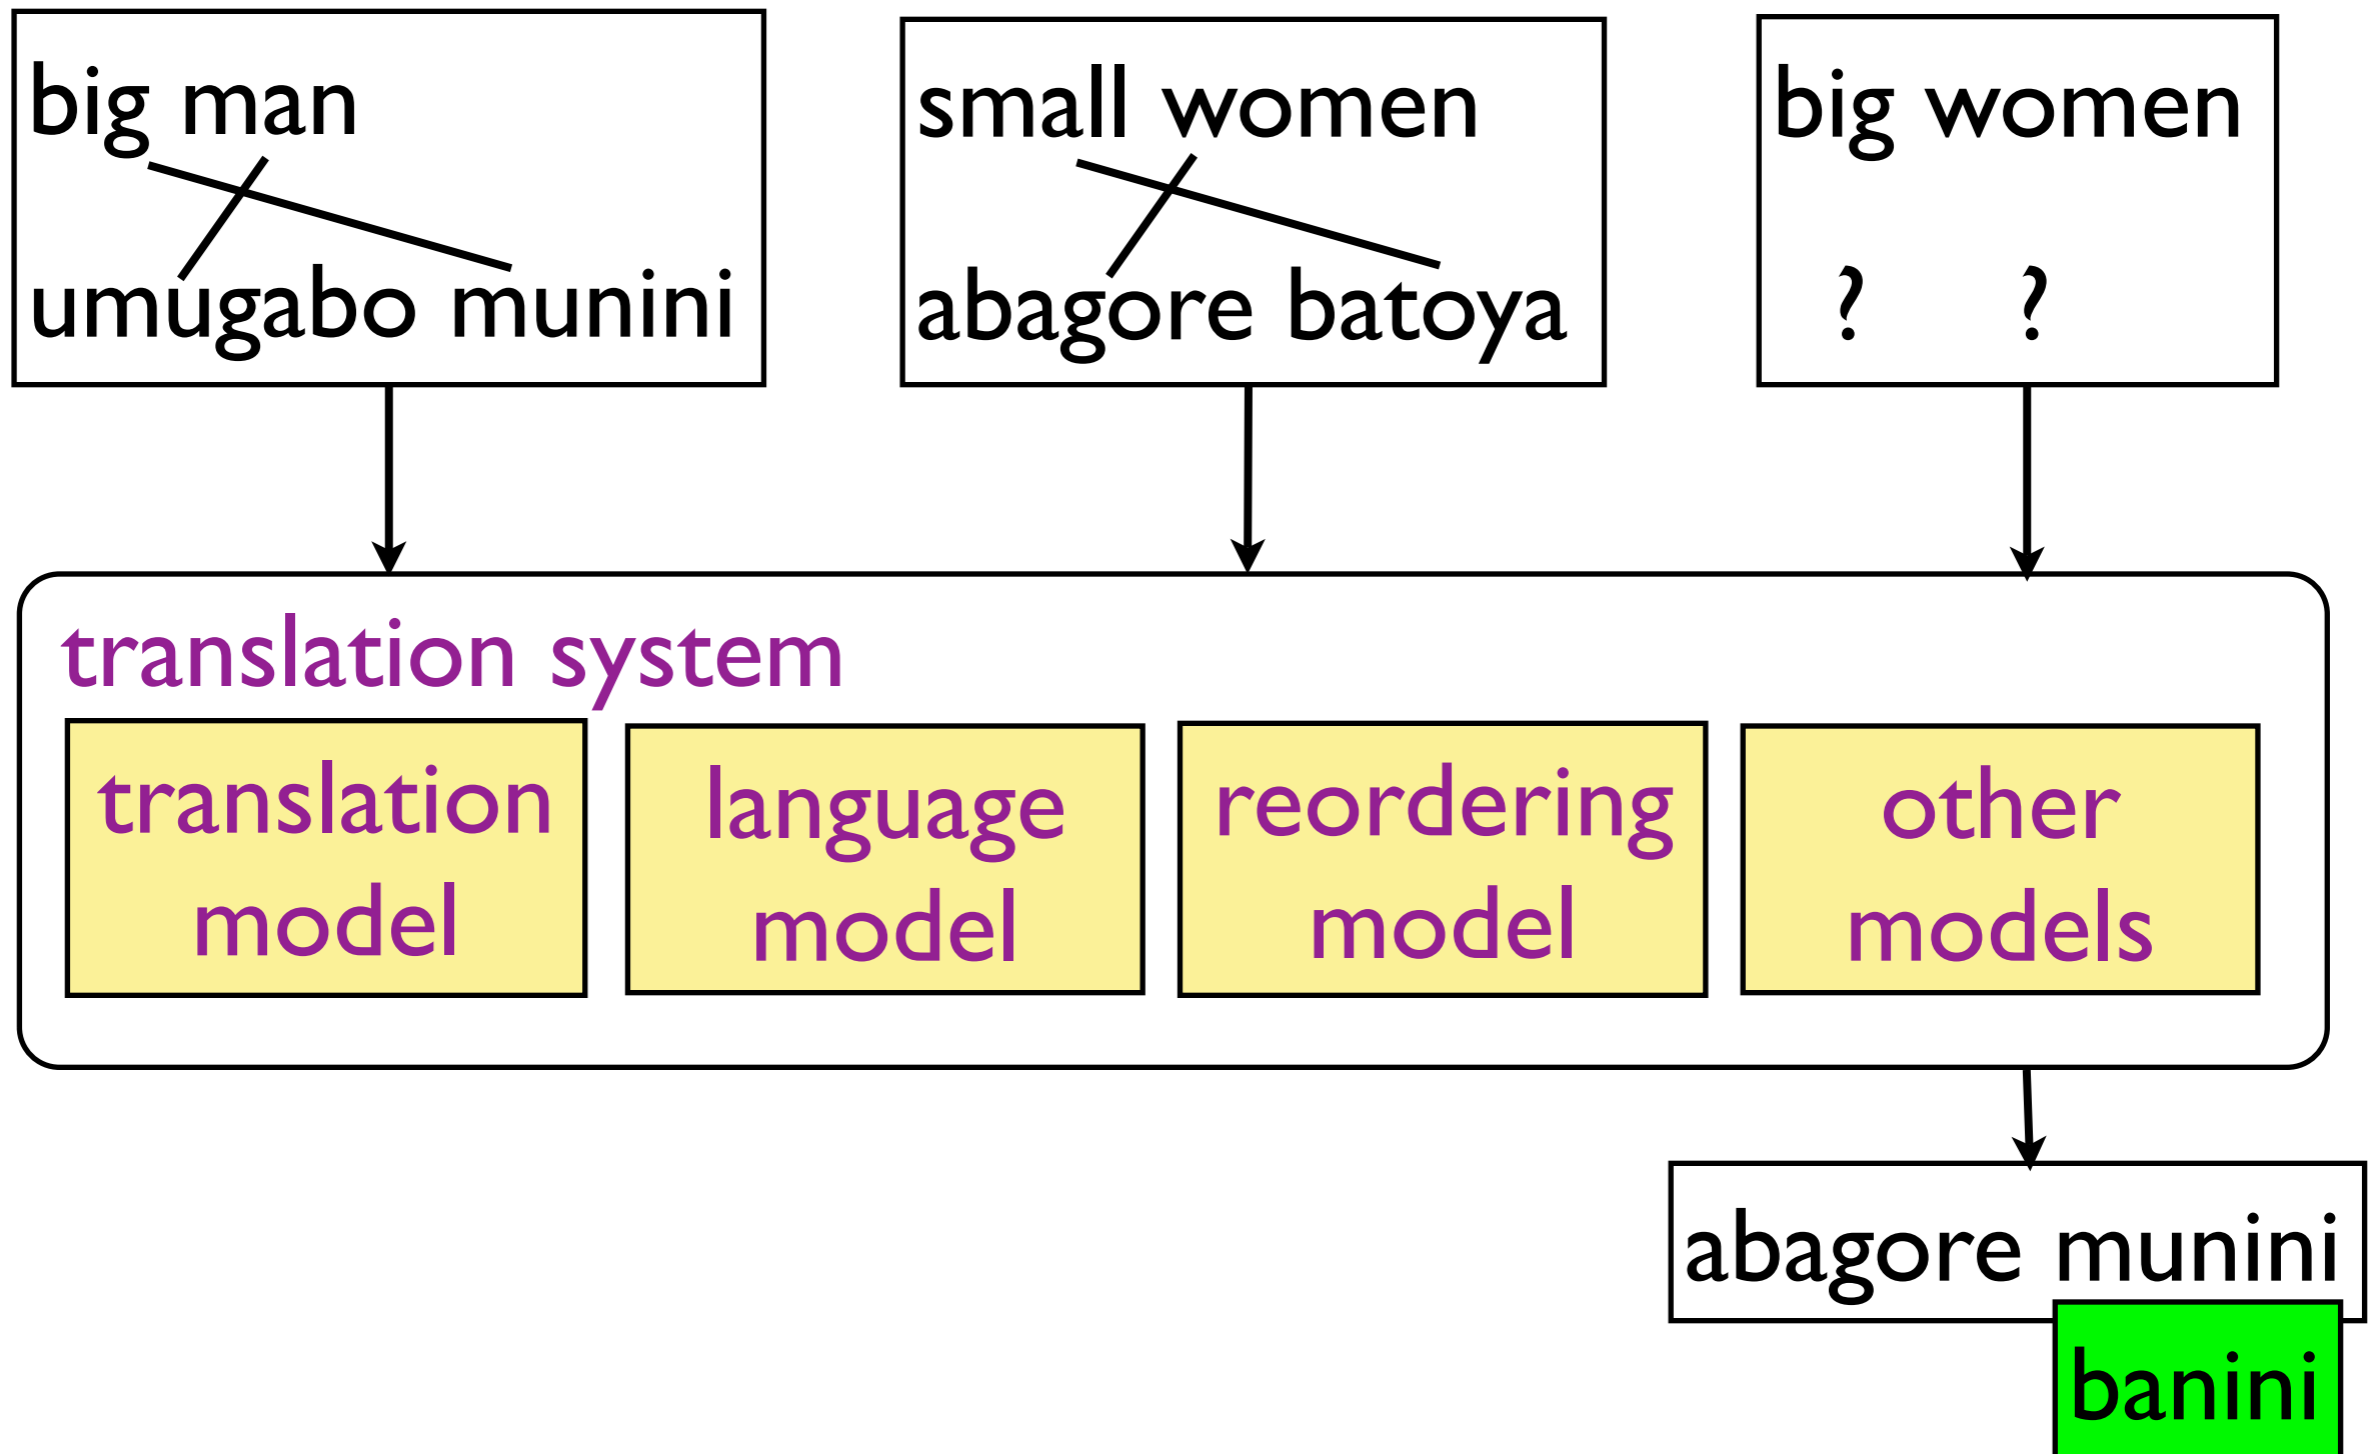 big man
umugabo munini
small women
abagore batoya
big women
? ?
translation system
translation
model
language
model
reordering
model
other
models
abagore munini
banini